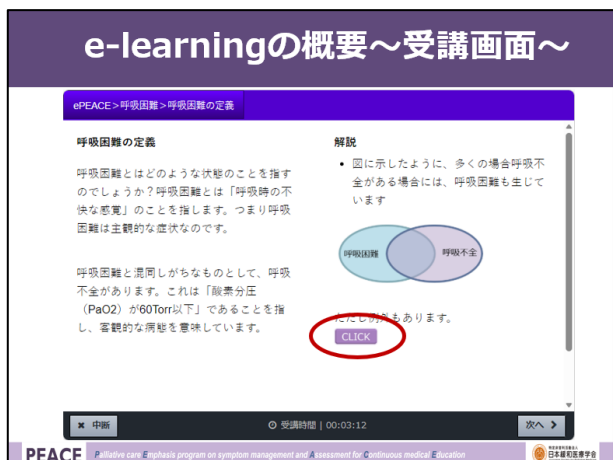 e-learningの概要～受講画面～
ePEACE＞呼吸困難＞呼吸困難の定義
呼吸困難の定義
呼吸困難とはどのような状態のことを指す
のでしょうか？呼吸困難とは「呼吸時の不
快な感覚」のことを指します。つまり呼吸
困難は主観的な症状なのです。
呼吸困難と混同しがちなものとして、呼吸
不全があります。これは「酸素分圧
（PaO2）が60Torr以下」であることを指
し、客観的な病態を意味しています。
解説
• 図に示したように、多くの場合呼吸不
全がある場合には、呼吸困難も生じて
います
呼吸困難
呼吸不全
ただし例外もあります。
CLICK
✖ 中断
受講時間 | 00:03:12
次へ ❯
PEACE Palliative care Emphasis program on symptom management and Assessment for Continuous medical Education
日本緩和医療学会